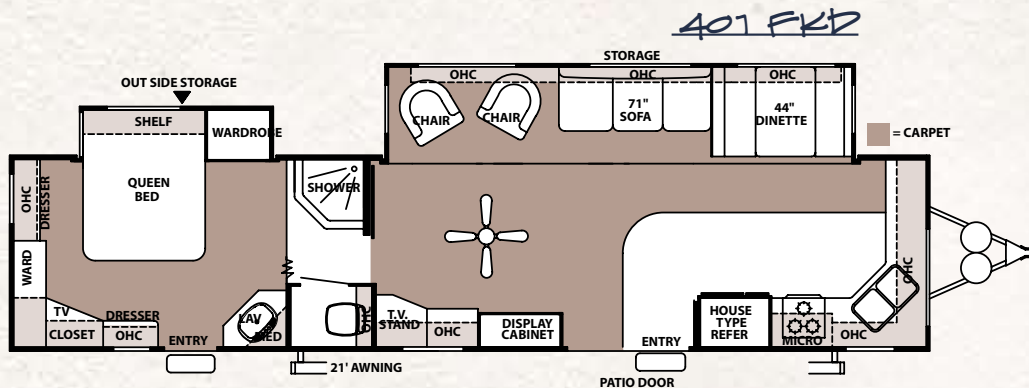 401 FKD
STORAGE
OUT SIDE STORAGE
OHC
OHC
OHC
SHELF
WARDROBE
CHAIR
CHAIR
71"
SOFA
44"
DINETTE
= CARPET
QUEEN
BED
SHOWER
OHC
DRESSER
WARD
TV
CLOSET
DRESSER
OHC
LAV
MED
ENTRY
OHC
T.V.
STAND
OHC
DISPLAY
CABINET
ENTRY
HOUSE
TYPE
REFER
MICRO
OHC
OHC
21' AWNING
PATIO DOOR